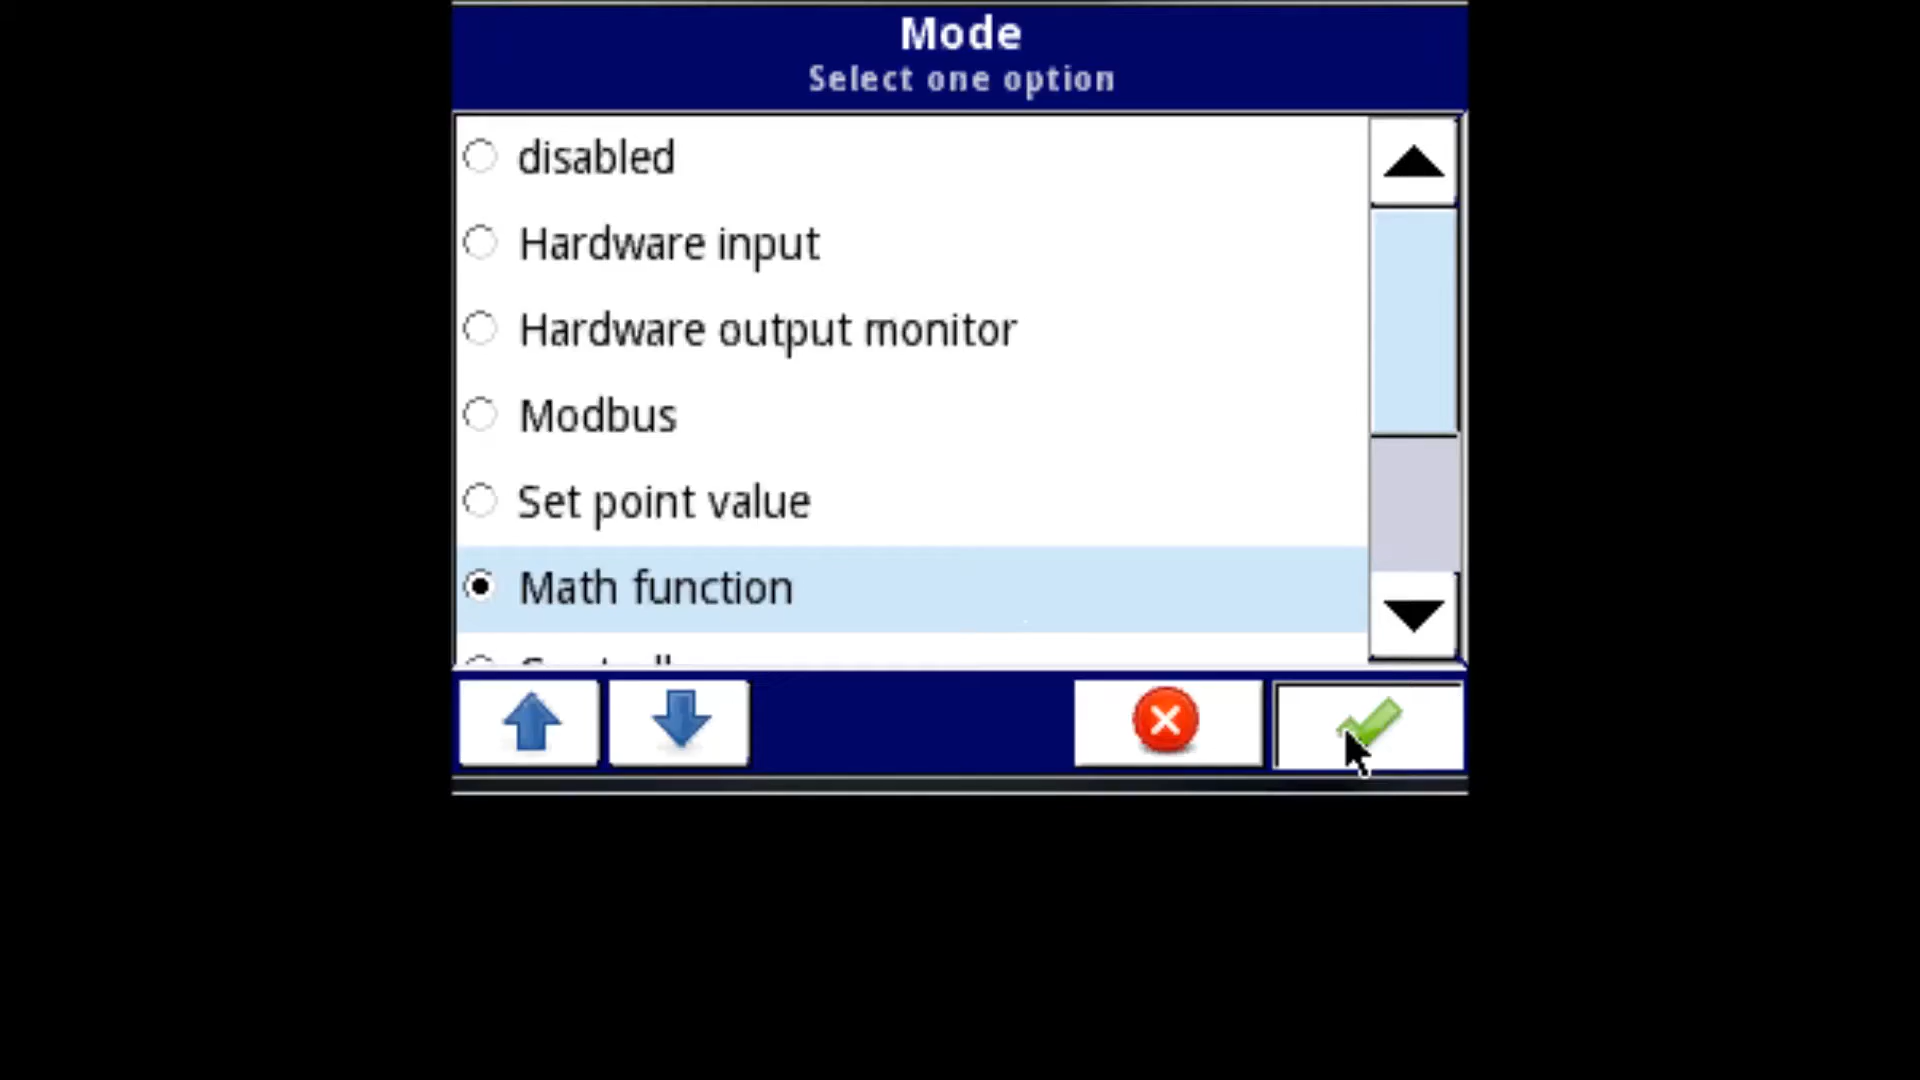 Mode
Select one option
disabled
Hardware input
Hardware output monitor
Modbus
Set point value
Math function